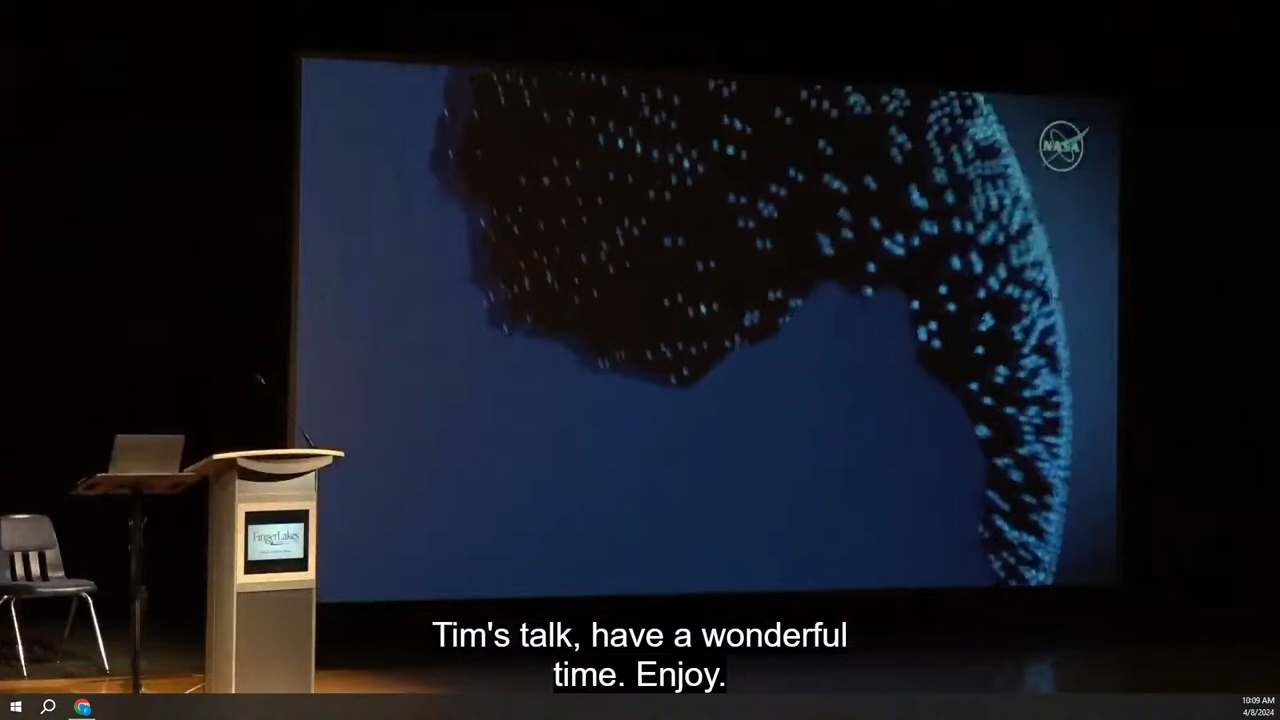 NASA
FingerLakes
Tim's talk, have a wonderful
time. Enjoy.
10:09 AM
4/8/2024